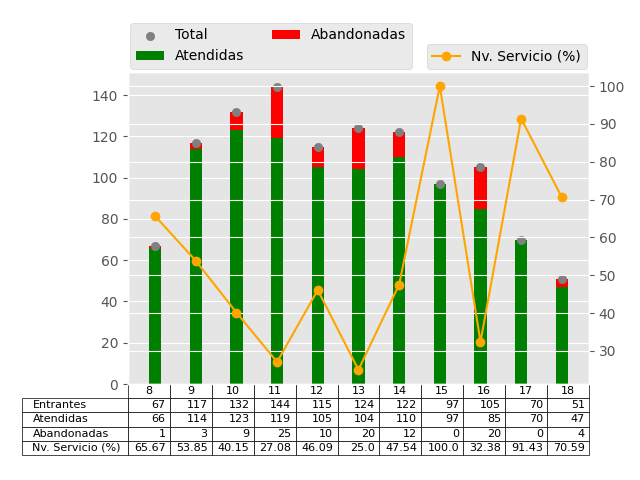 Total Abandonadas
Atendidas
Nv. Servicio (%)
140
120
100
80
60
40
20
0
100
90
80
70
60
50
40
30
8 9 10 11 12 13 14 15 16 17 18
Entrantes 67 117 132 144 115 124 122 97 105 70 51
Atendidas 66 114 123 119 105 104 110 97 85 70 47
Abandonadas 1 3 9 25 10 20 12 0 20 0 4
Nv. Servicio (%) 65.67 53.85 40.15 27.08 46.09 25.0 47.54 100.0 32.38 91.43 70.59